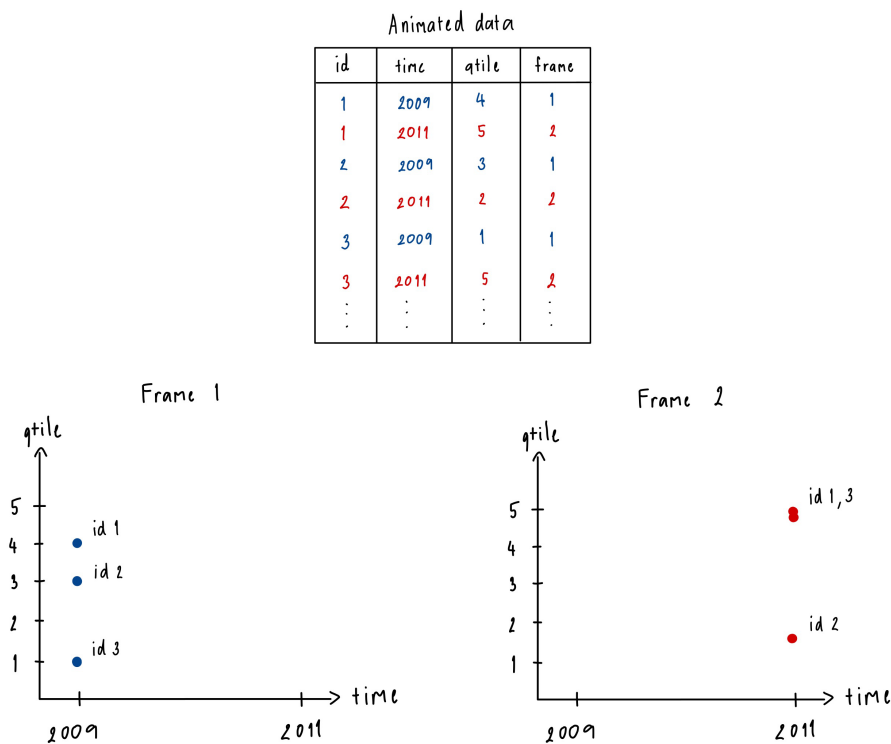 Animated data
id time qtile frame
1 2009 4 1
1 2011 5 2
2 2009 3 1
2 2011 2 2
3 2009 1 1
3 2011 5 2
Frame 1
qtile
5
id 1
4
id 2
3
2
id 3
1
time
2009 2011
Frame 2
qtile
id 1,3
5
4
3
id 2
2
1
time
2009 2011